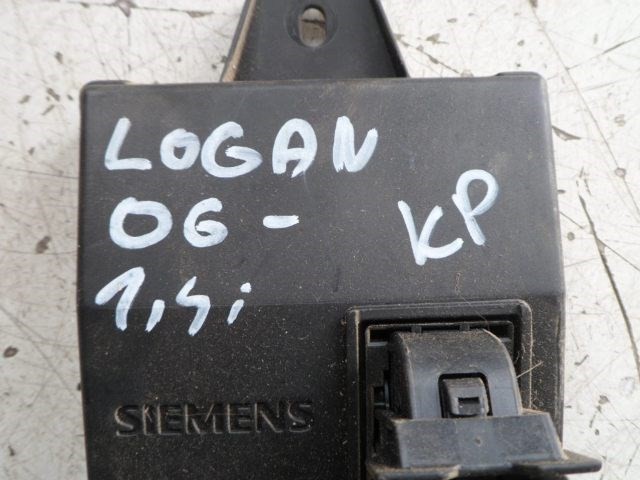 LOGAN
06 -
KP
1,4i
SIEMENS